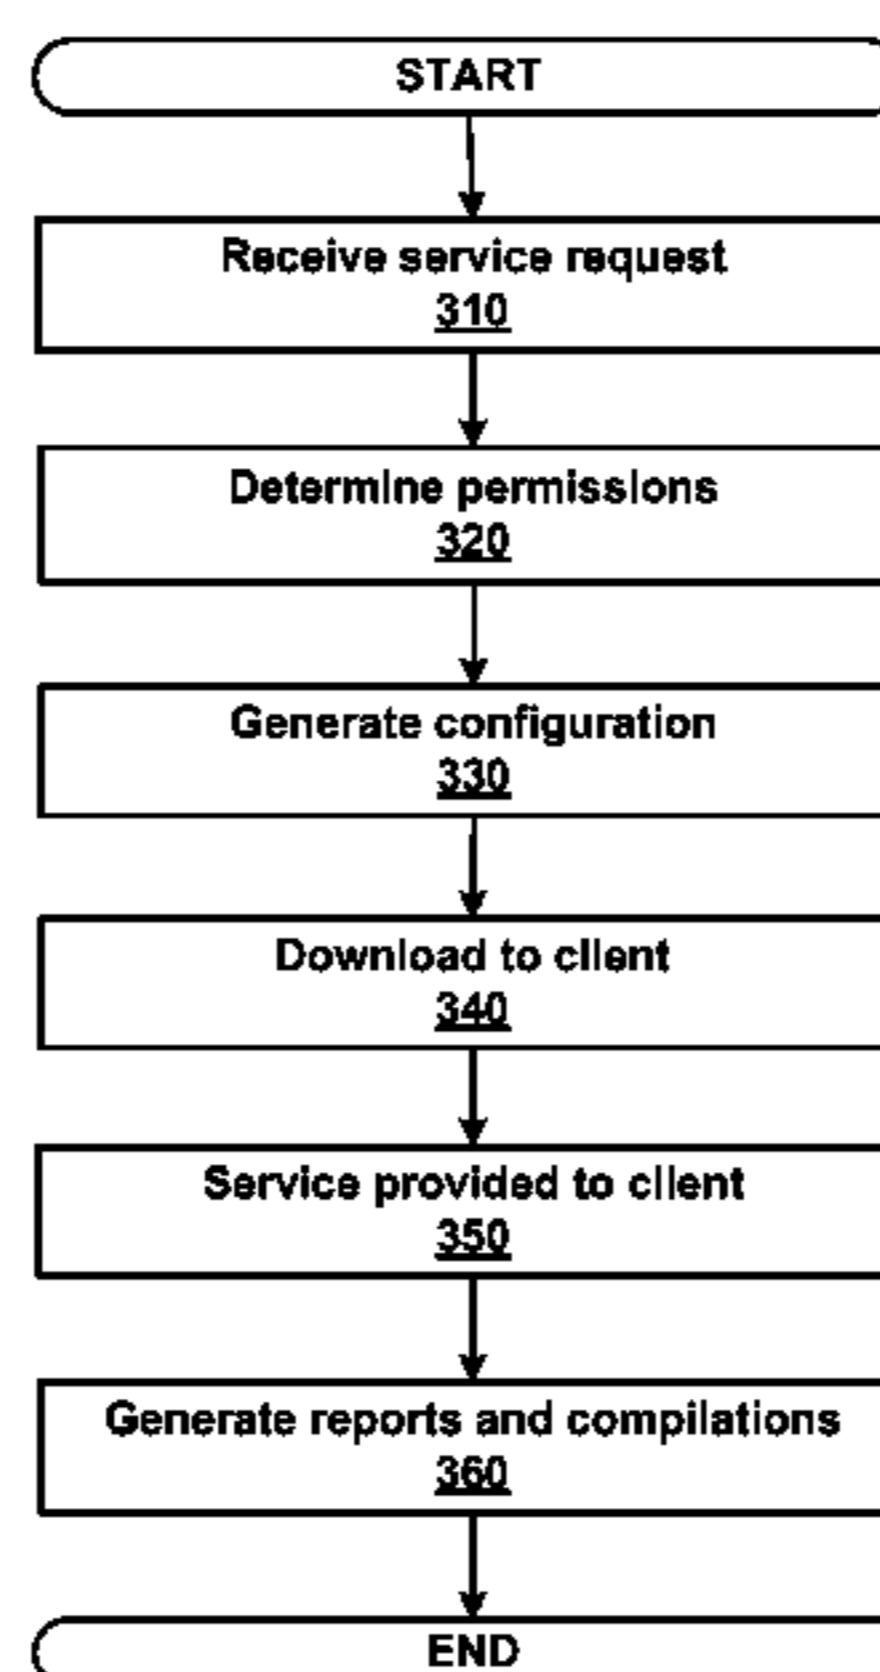 START
Receive service request
310
Determine permissions
320
Generate configuration
330
Download to client
340
Service provided to client
350
Generate reports and compilations
360
END